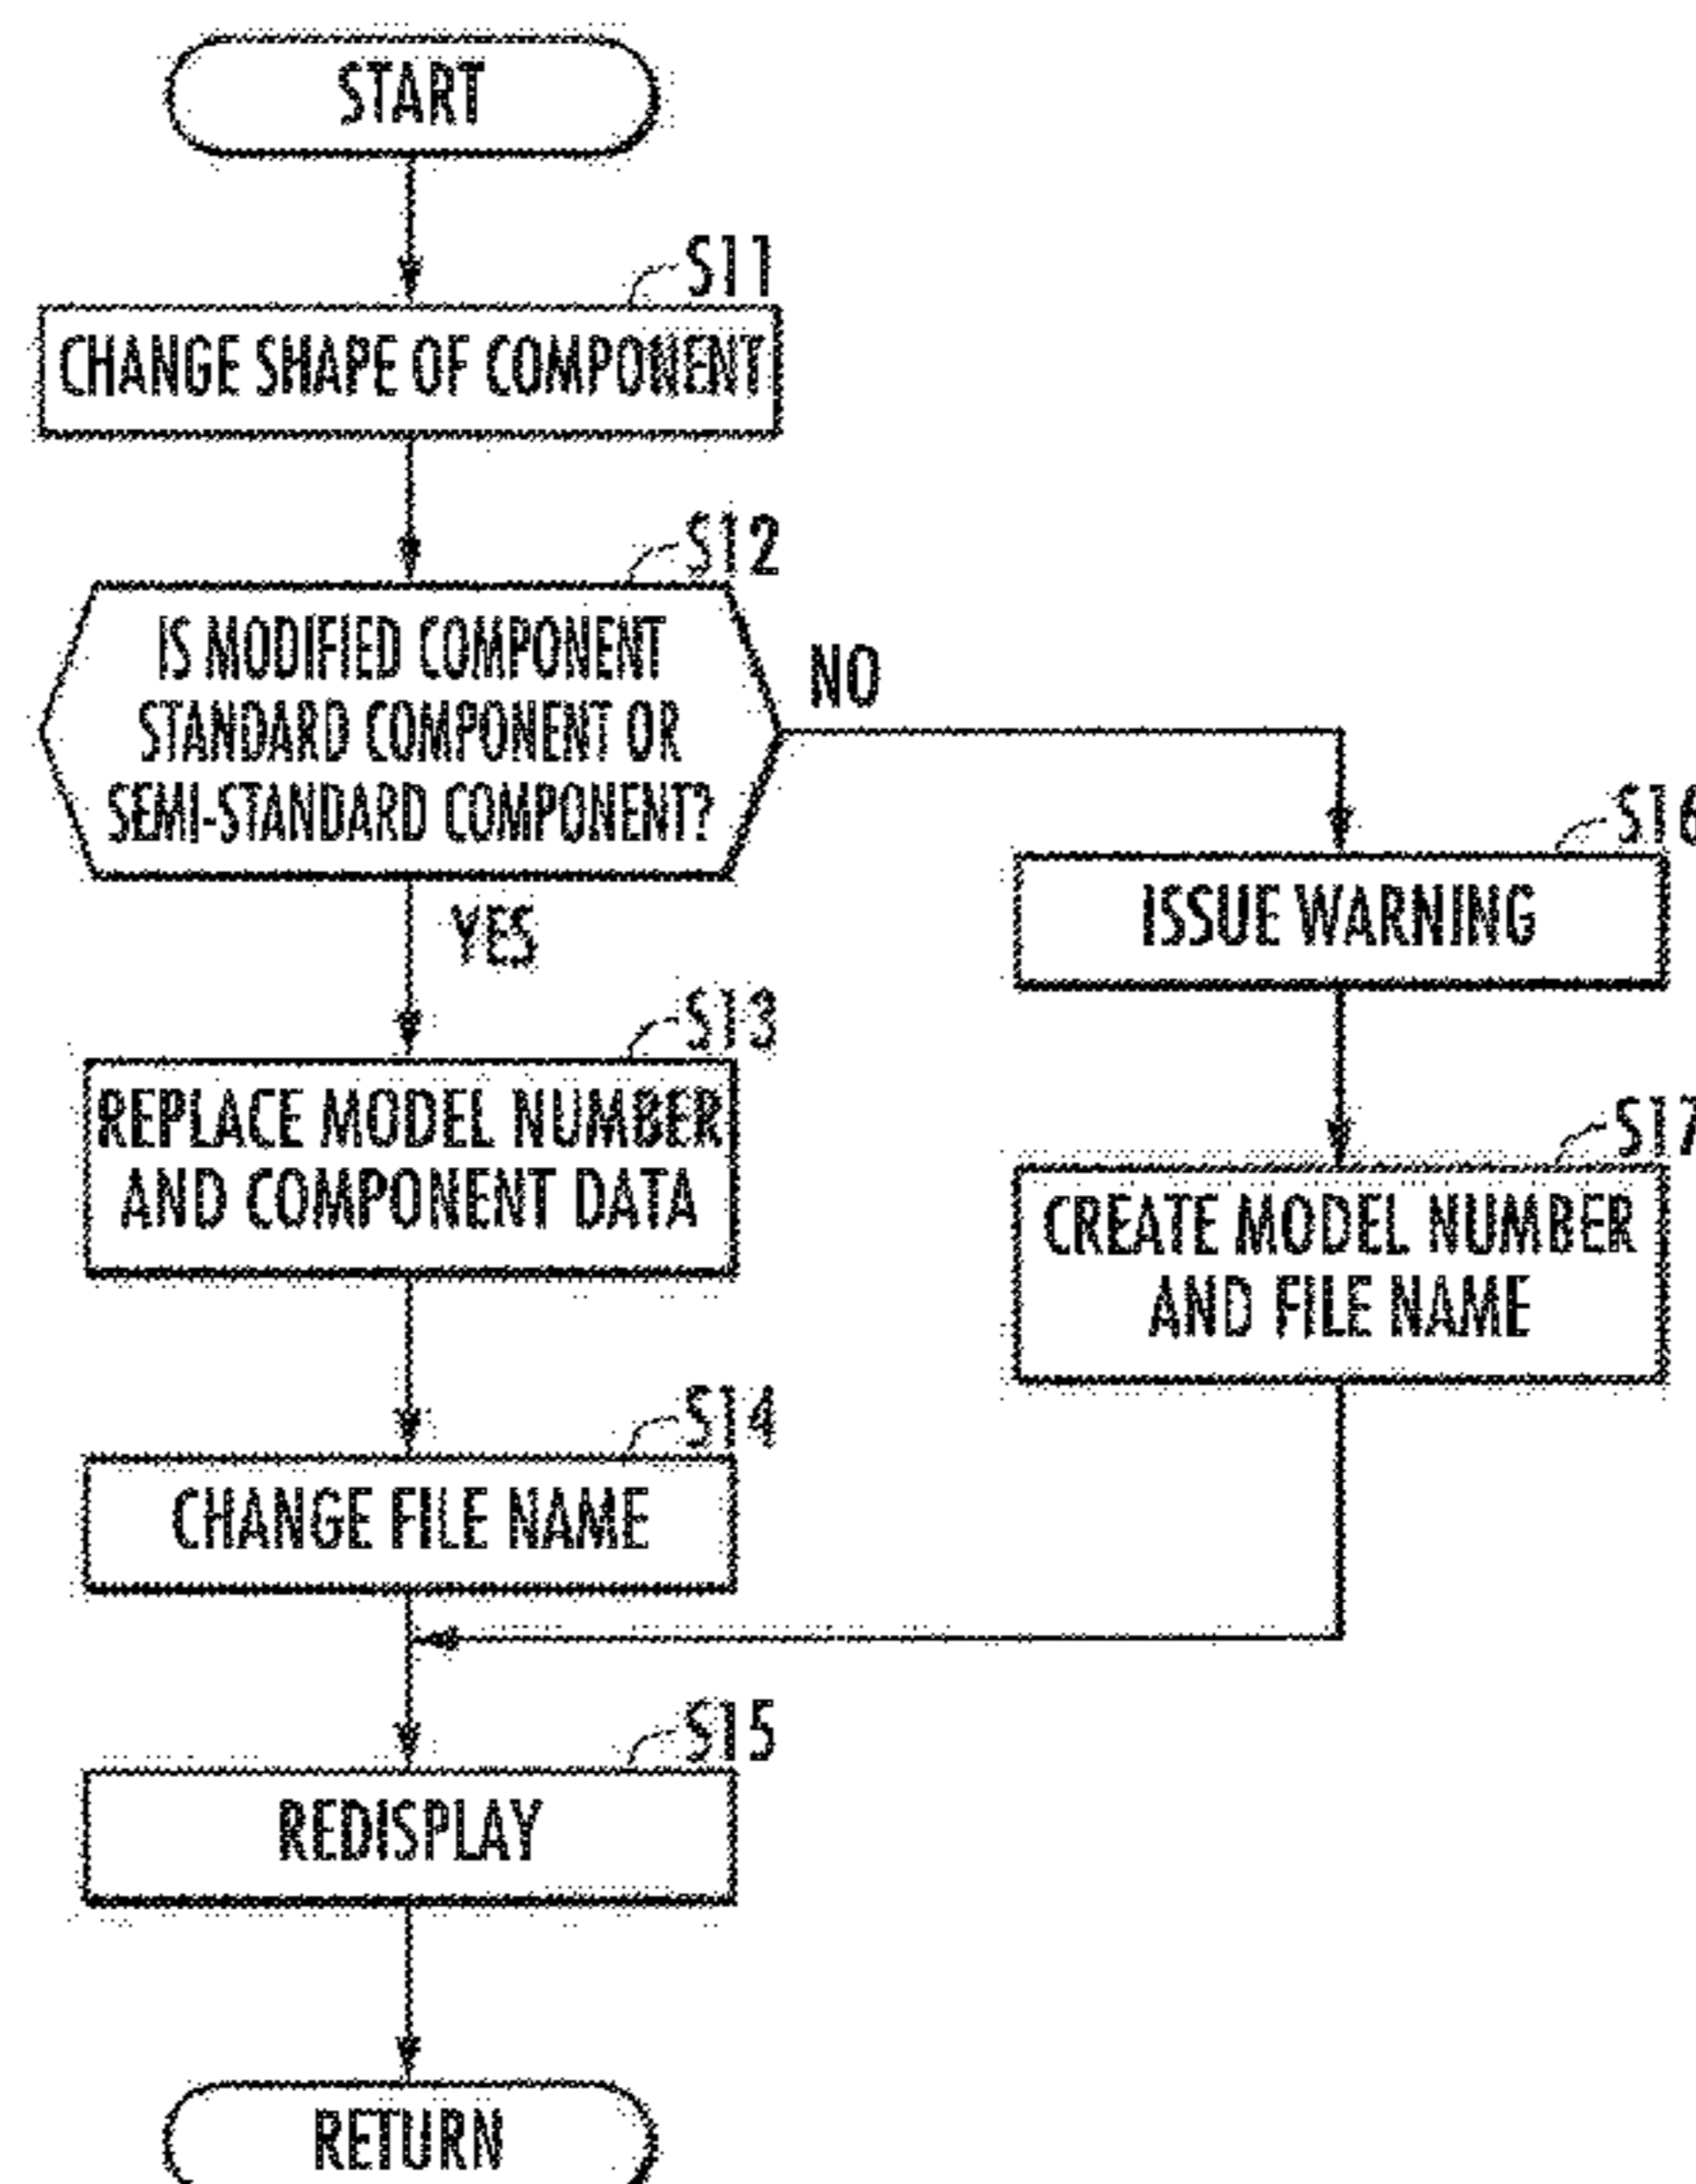 START
S11
CHANGE SHAPE OF COMPONENT
S12
IS MODIFIED COMPONENT
STANDARD COMPONENT OR
SEMI-STANDARD COMPONENT?
NO
YES
S16
ISSUE WARNING
S13
REPLACE MODEL NUMBER
AND COMPONENT DATA
S17
CREATE MODEL NUMBER
AND FILE NAME
S14
CHANGE FILE NAME
S15
REDISPLAY
RETURN